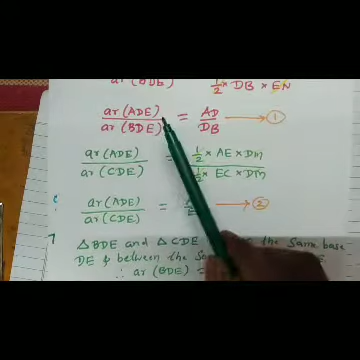 ar(BDE) ½ × DB × EN
ar(ADE) / ar(BDE) = AD / DB → ①
ar(ADE) / ar(CDE) = ½ × AE × DM / ½ × EC × DM
ar(ADE) / ar(CDE) = → ②
△BDE and △CDE the same base
DE & between the
∴ ar(BDE) =